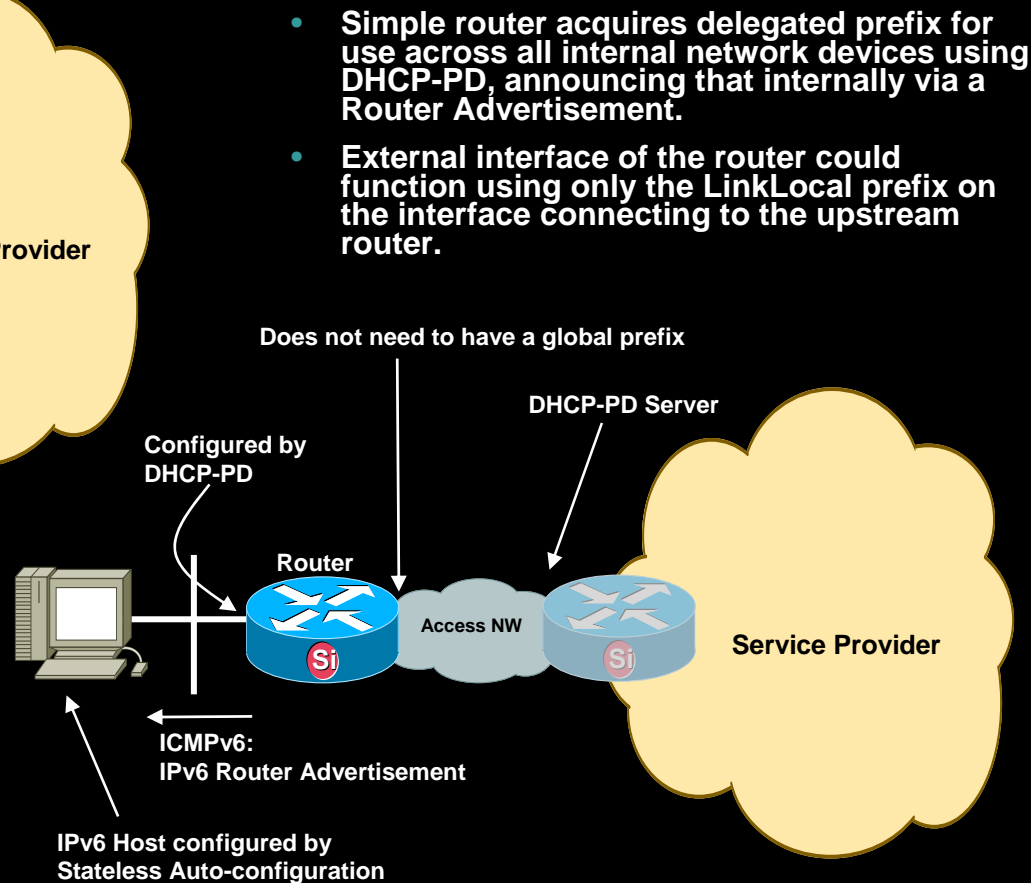 • Simple router acquires delegated prefix for
use across all internal network devices using
DHCP-PD, announcing that internally via a
Router Advertisement.
• External interface of the router could
function using only the LinkLocal prefix on
the interface connecting to the upstream
router.
Provider
Does not need to have a global prefix
DHCP-PD Server
Configured by
DHCP-PD
Router
Si
Access NW
Si
Service Provider
ICMPv6:
IPv6 Router Advertisement
IPv6 Host configured by
Stateless Auto-configuration